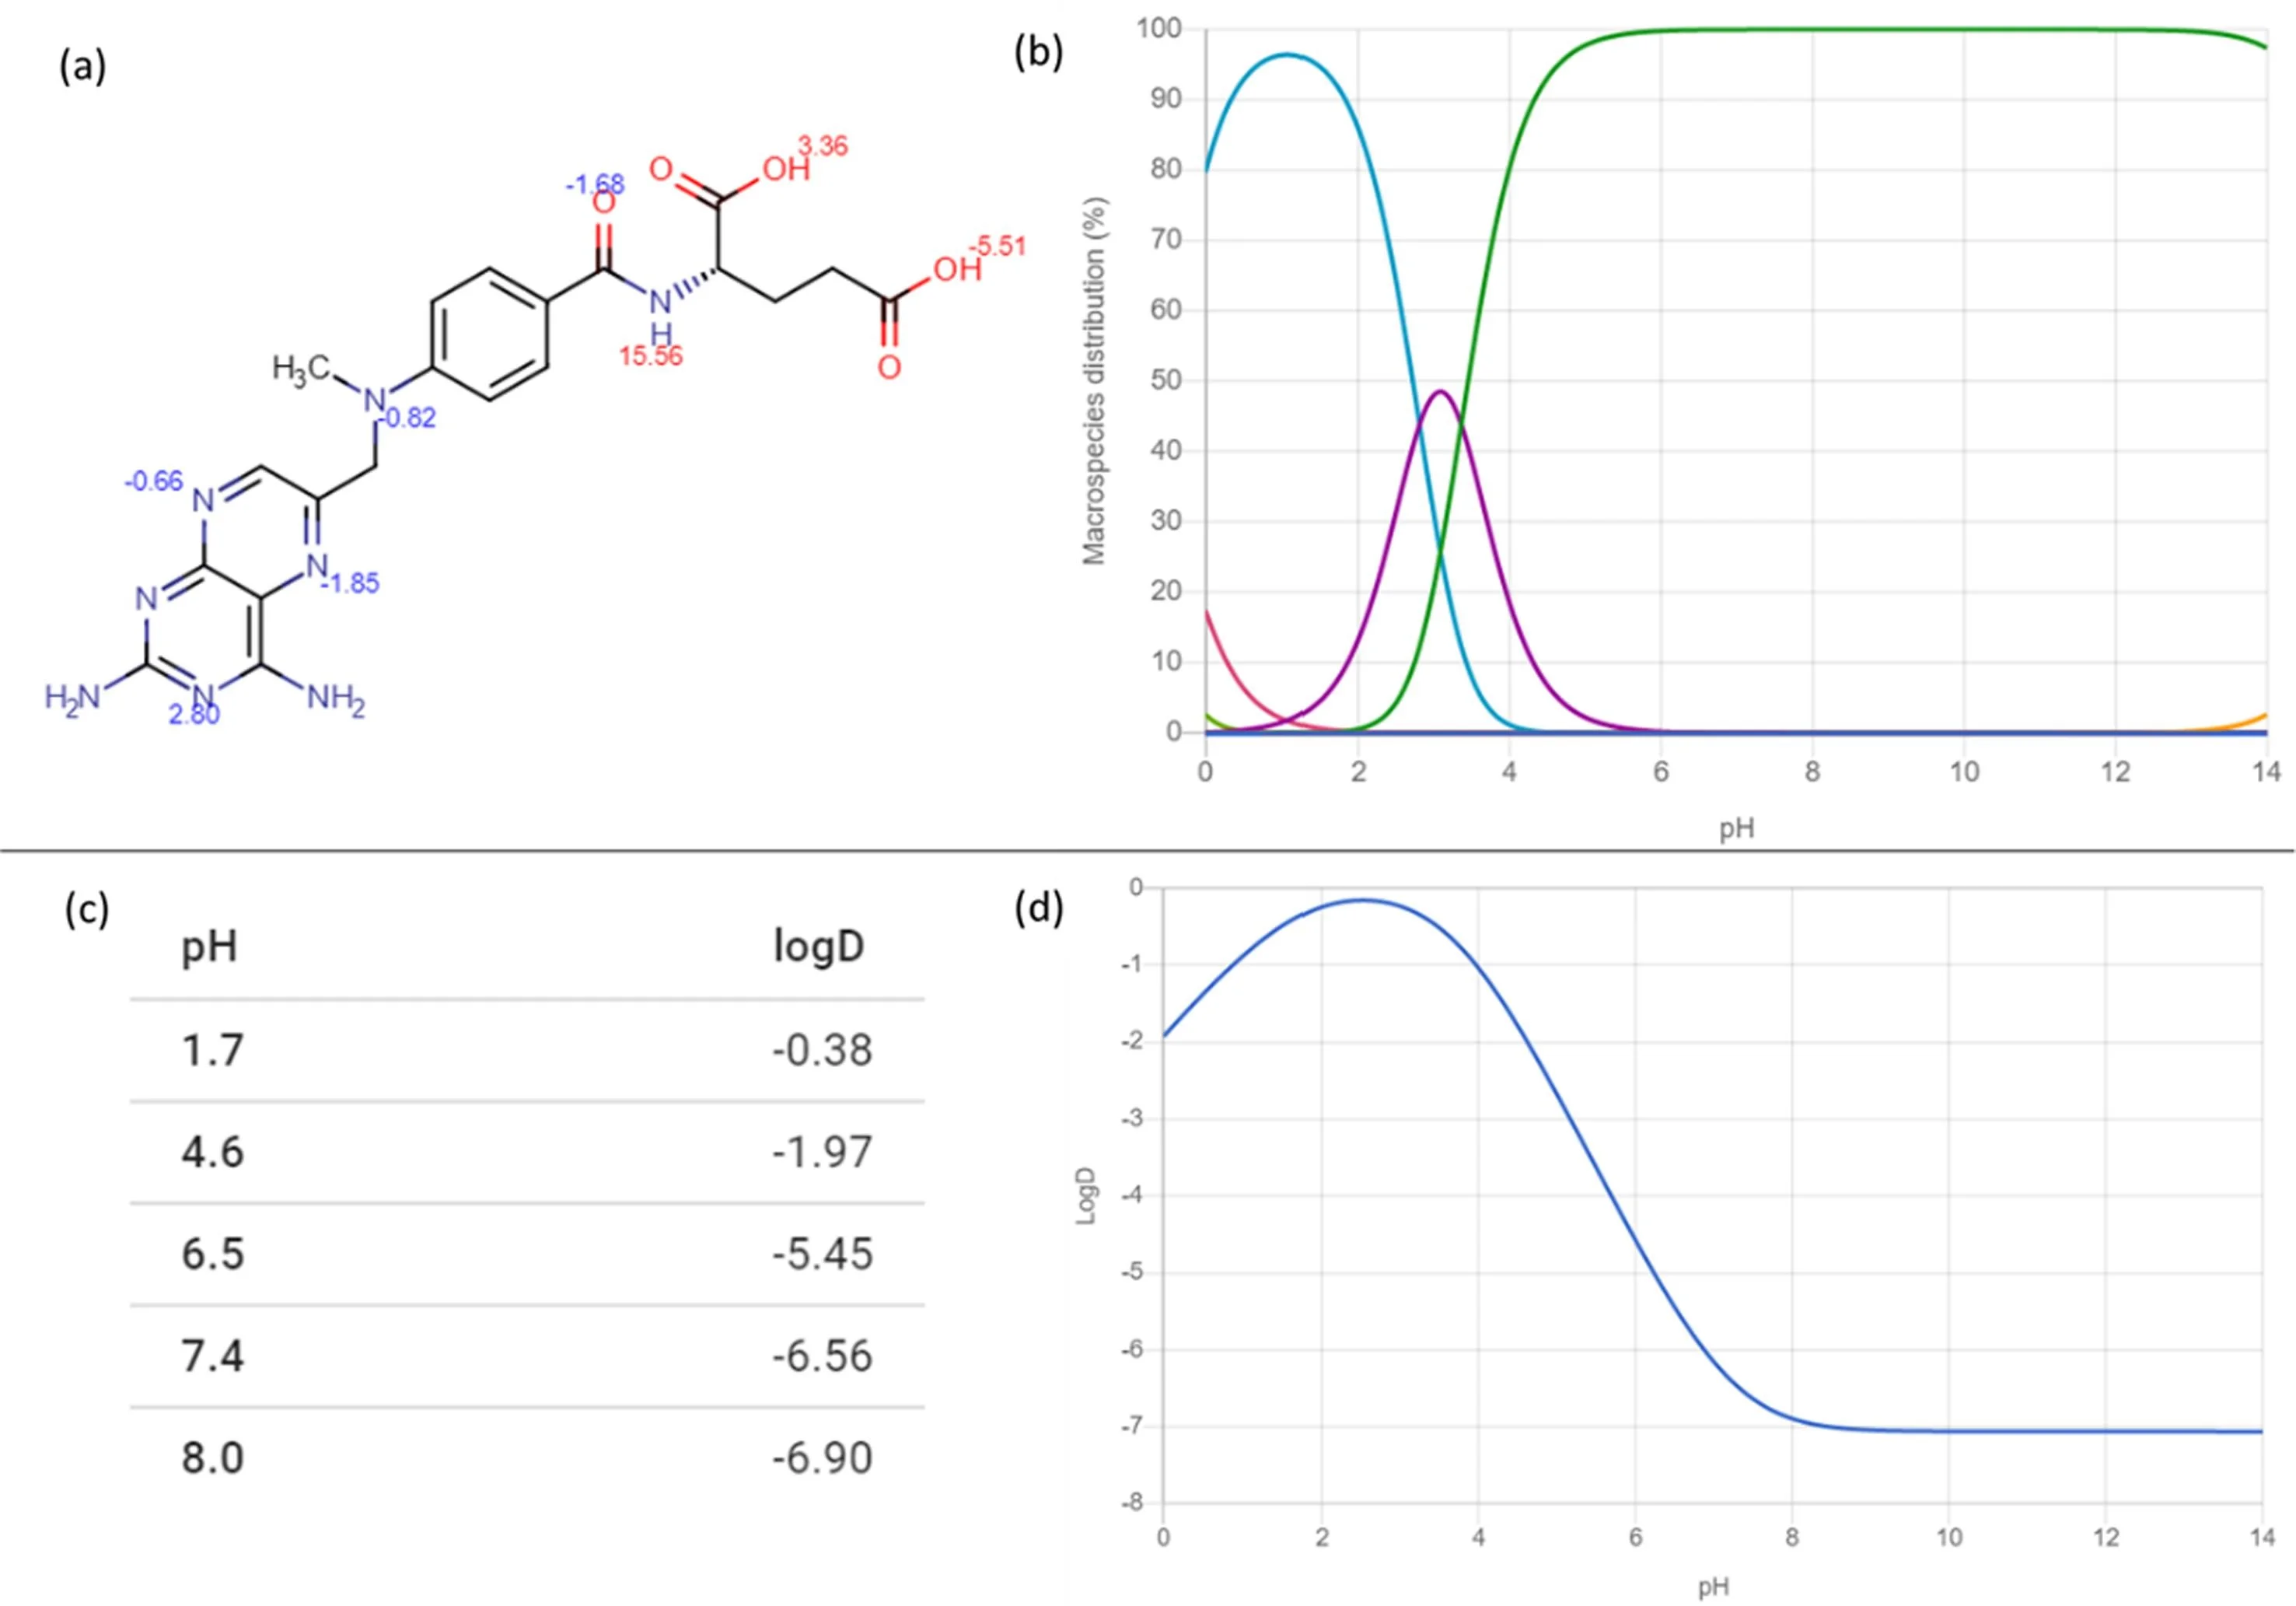 (a)
3.36
O
OH
-1.68
O
-5.51
OH
N
H
15.56
O
H₃C
N
-0.82
-0.66
N
N
-1.85
N
H₂N
N
2.80
NH₂
(b)
Macrospecies distribution (%)
100
90
80
70
60
50
40
30
20
10
0
0 2 4 6 8 10 12 14
pH
(c)
pH logD
1.7 -0.38
4.6 -1.97
6.5 -5.45
7.4 -6.56
8.0 -6.90
(d)
LogD
0
-1
-2
-3
-4
-5
-6
-7
-8
0 2 4 6 8 10 12 14
pH